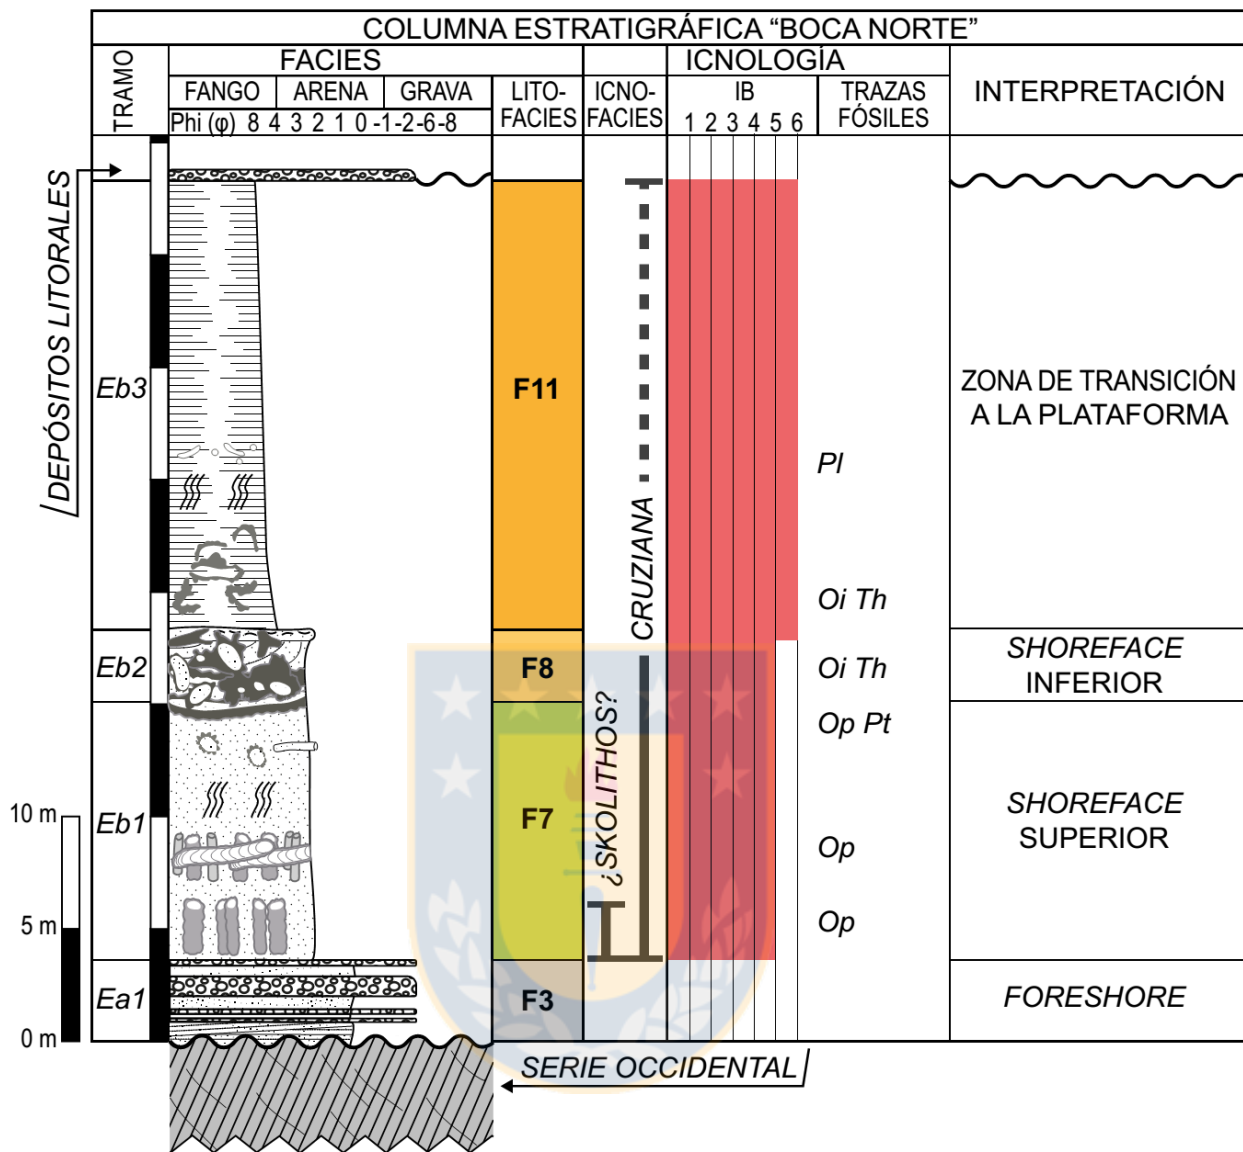 COLUMNA ESTRATIGRÁFICA “BOCA NORTE”
TRAMO
FACIES
ICNOLOGÍA
INTERPRETACIÓN
FANGO
ARENA
GRAVA
LITO-
FACIES
ICNO-
FACIES
IB
TRAZAS
FÓSILES
Phi (φ) 8 4 3 2 1 0 -1 -2 -6 -8
1 2 3 4 5 6
DEPÓSITOS LITORALES
Eb3
F11
CRUZIANA
Pl
Oi Th
ZONA DE TRANSICIÓN
A LA PLATAFORMA
Eb2
F8
Oi Th
SHOREFACE
INFERIOR
Op Pt
10 m
Eb1
F7
¿SKOLITHOS?
Op
SHOREFACE
SUPERIOR
5 m
Op
Ea1
F3
FORESHORE
0 m
SERIE OCCIDENTAL